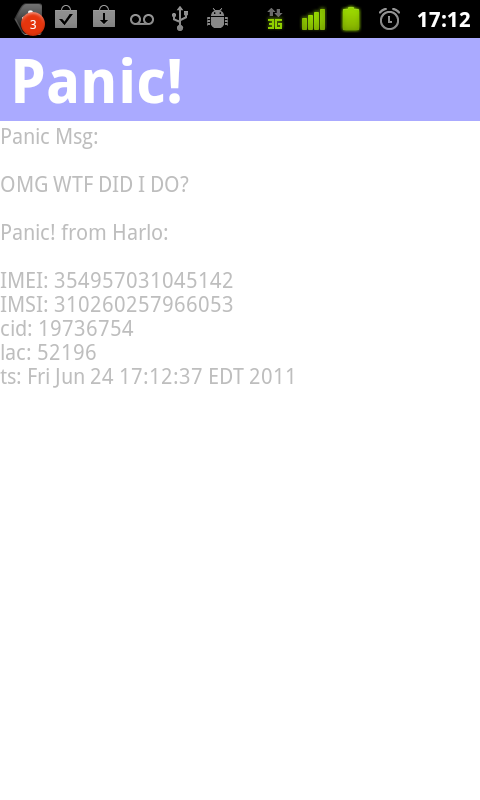 3
3G
17:12
Panic!
Panic Msg:
OMG WTF DID I DO?
Panic! from Harlo:
IMEI: 354957031045142
IMSI: 310260257966053
cid: 19736754
lac: 52196
ts: Fri Jun 24 17:12:37 EDT 2011